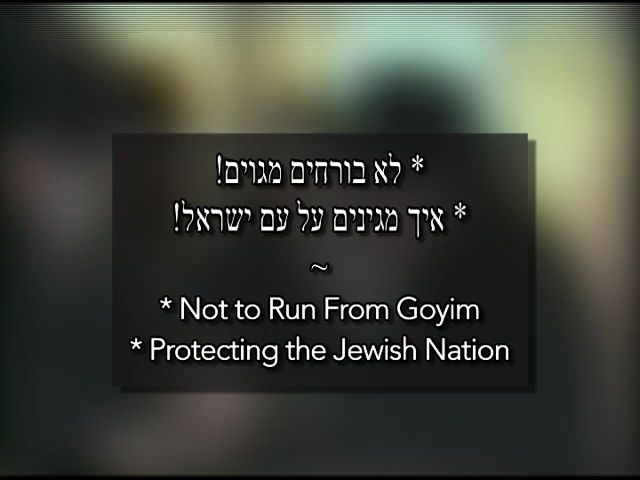 * לא בורחים מגוים!
* איך מגינים על עם ישראל!
~
* Not to Run From Goyim
* Protecting the Jewish Nation